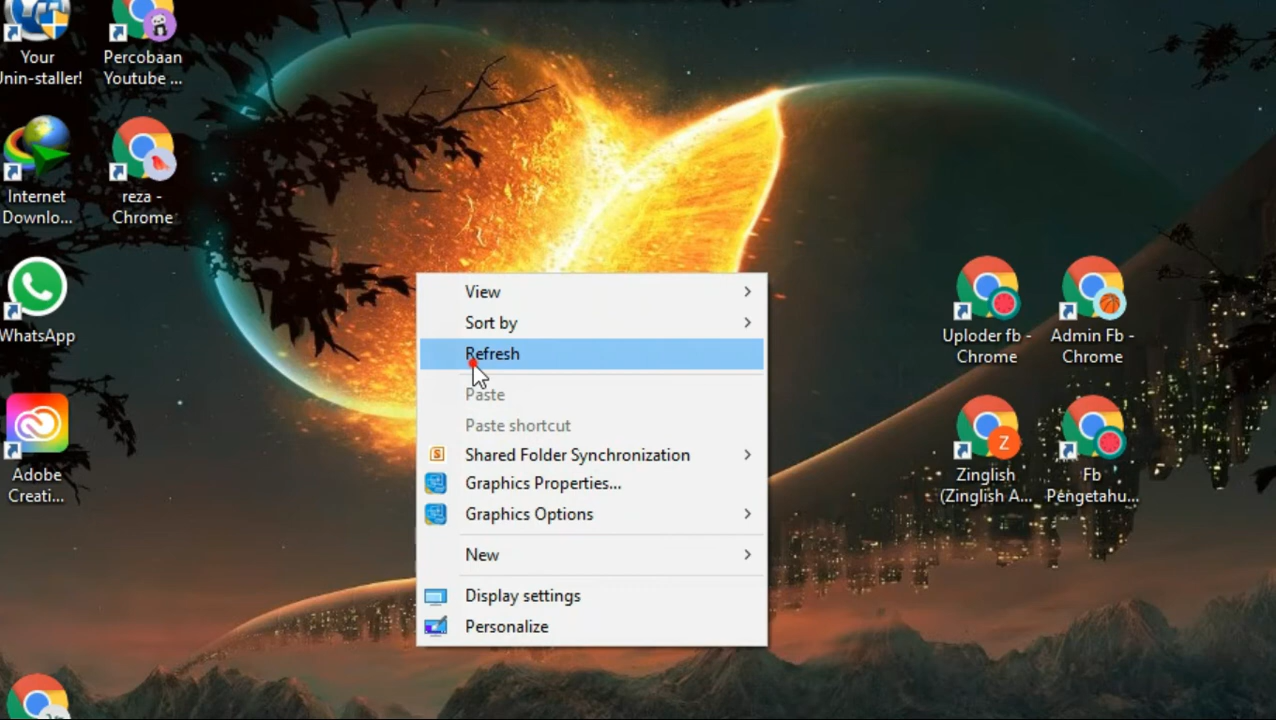 Your
Unin-staller!
Percobaan
Youtube ...
Internet
Downlo...
reza -
Chrome
WhatsApp
Adobe
Creati...
View
Sort by
Refresh
Paste
Paste shortcut
Shared Folder Synchronization
Graphics Properties...
Graphics Options
New
Display settings
Personalize
Uploder fb -
Chrome
Admin Fb -
Chrome
Z
Zinglish
(Zinglish A...
Fb
Pengetahu...